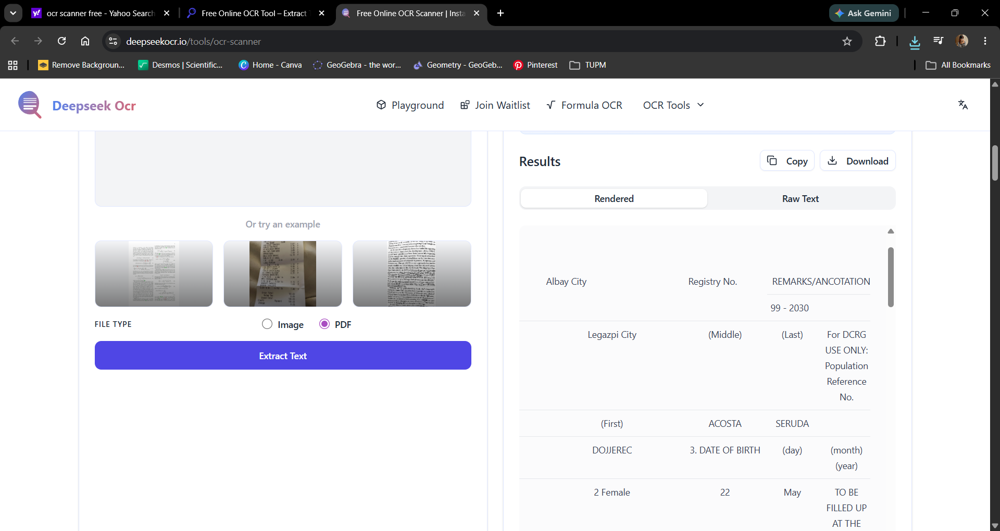 ocr scanner free - Yahoo Search
Free Online OCR Tool – Extract
Free Online OCR Scanner | Insta
Ask Gemini
deepseekocr.io/tools/ocr-scanner
Remove Backgroun...
Desmos | Scientific...
Home - Canva
GeoGebra - the wor...
Geometry - GeoGeb...
Pinterest
TUPM
All Bookmarks
Deepseek Ocr
Playground
Join Waitlist
Formula OCR
OCR Tools
Or try an example
FILE TYPE
Image
PDF
Extract Text
Results
Copy
Download
Rendered
Raw Text
Albay City
Registry No.
REMARKS/ANCOTATION
99 - 2030
Legazpi City
(Middle)
(Last)
For DCRG
USE ONLY:
Population
Reference
No.
(First)
ACOSTA
SERUDA
DOJJEREC
3. DATE OF BIRTH
(day)
(month)
(year)
2 Female
22
May
TO BE
FILLED UP
AT THE